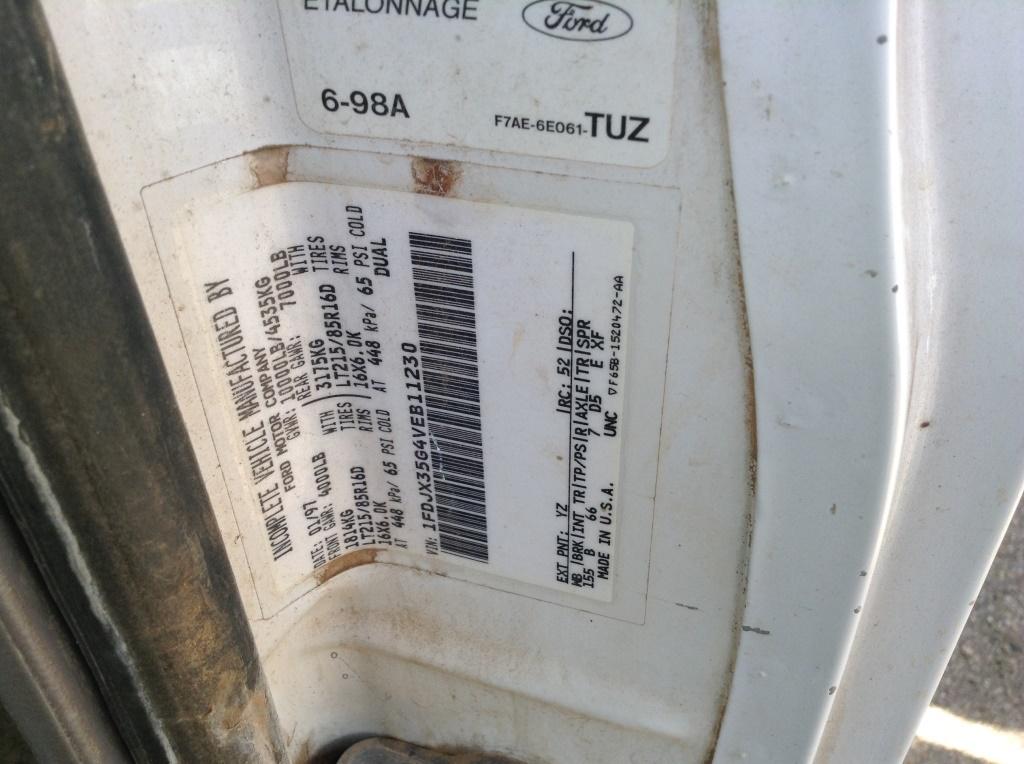 ETALONNAGE
Ford
6-98A
F7AE-6E061-TUZ
INCOMPLETE VEHICLE MANUFACTURED BY
FORD MOTOR COMPANY
DATE: 01/97 GVWR: 10000LB/4535KG
FRONT GAWR: 4000LB REAR GAWR: 7000LB
1814KG WITH 3175KG WITH
LT215/85R16D TIRES LT215/85R16D TIRES
16X6.0K RIMS 16X6.0K RIMS
AT 448 kPa/ 65 PSI COLD AT 448 kPa/ 65 PSI COLD
DUAL
VIN: 1FDJX35G4VEB11230
EXT PNT: YZ RC: 52 DSO:
WB BRK INT TR TP/PS R AXLE TR SPR
155 B 66 7 D5 E XF
MADE IN U.S.A. UNC ▽F65B-1520472-AA